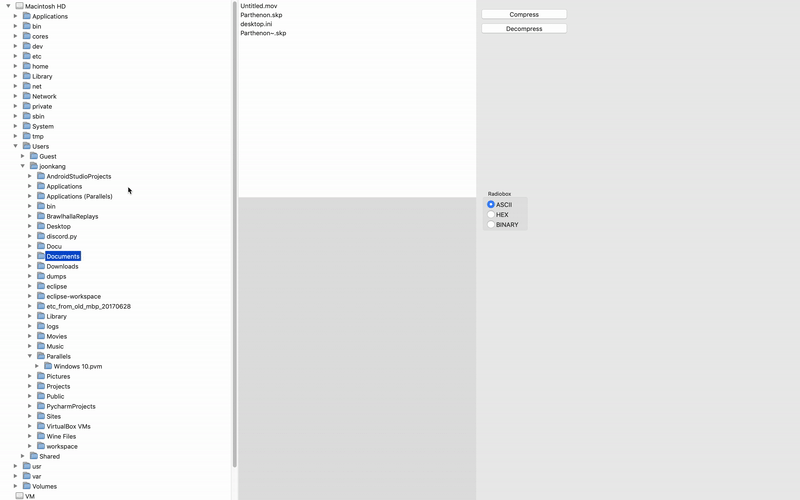 Macintosh HD
Applications
bin
cores
dev
etc
home
Library
net
Network
private
sbin
System
tmp
Users
Guest
joonkang
AndroidStudioProjects
Applications
Applications (Parallels)
bin
BrawlhallaReplays
Desktop
discord.py
Docu
Documents
Downloads
dumps
eclipse
eclipse-workspace
etc_from_old_mbp_20170628
Library
logs
Movies
Music
Parallels
Windows 10.pvm
Pictures
Projects
Public
PycharmProjects
Sites
VirtualBox VMs
Wine Files
workspace
Shared
usr
var
Volumes
VM
Untitled.mov
Parthenon.skp
desktop.ini
Parthenon~.skp
Compress
Decompress
Radiobox
ASCII
HEX
BINARY